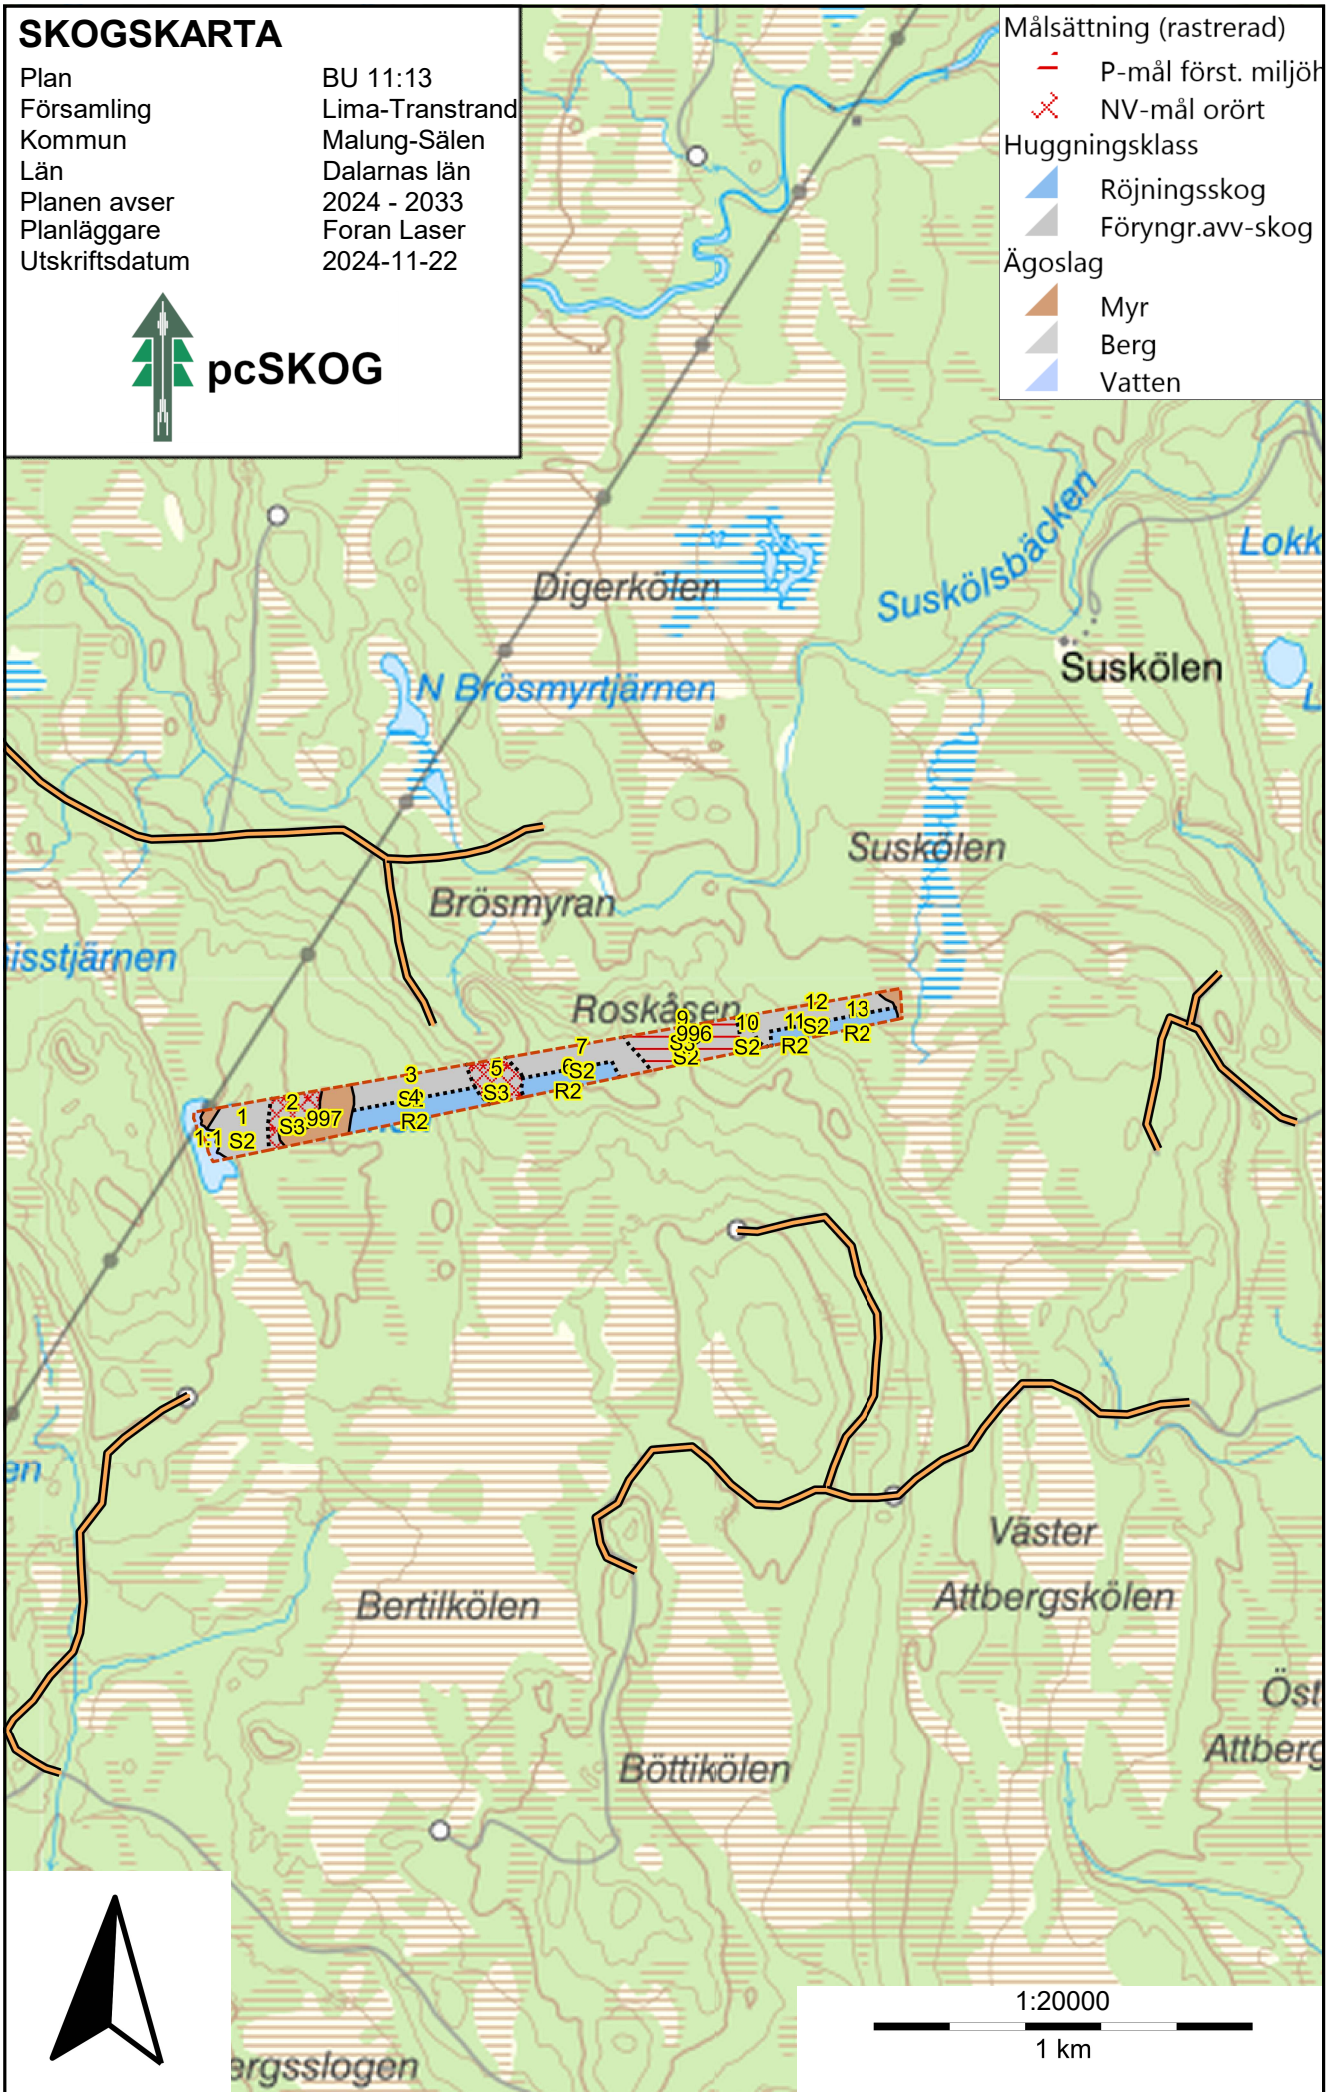 SKOGSKARTA
Plan BU 11:13
Församling Lima-Transtrand
Kommun Malung-Sälen
Län Dalarnas län
Planen avser 2024 - 2033
Planläggare Foran Laser
Utskriftsdatum 2024-11-22
pcSKOG
Målsättning (rastrerad)
P-mål först. miljöh
NV-mål orört
Huggningsklass
Röjningsskog
Föryngr.avv-skog
Ägoslag
Myr
Berg
Vatten
Lokk
Digerkölen
Suskölsbäcken
Suskölen
N Brösmyrtjärnen
L
Suskölen
Brösmyran
isstjärnen
Roskåsen
12
13
9
996
10
11
S2
S3
S2
S2
R2
R2
7
6
S2
R2
5
S3
3
4
R2
2
S3
997
1
1.1
S2
en
Väster
Attbergskölen
Bertilkölen
Öst
Attberg
Böttikölen
ergsslogen
1:20000
1 km